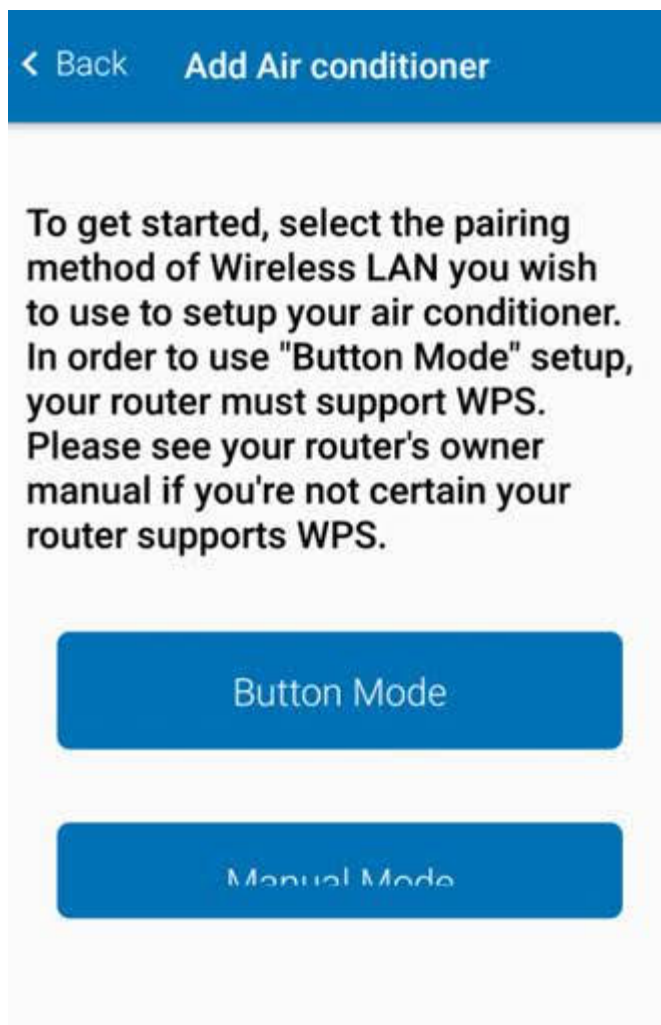 Back Add Air conditioner
To get started, select the pairing
method of Wireless LAN you wish
to use to setup your air conditioner.
In order to use "Button Mode" setup,
your router must support WPS.
Please see your router's owner
manual if you're not certain your
router supports WPS.
Button Mode
Manual Mode